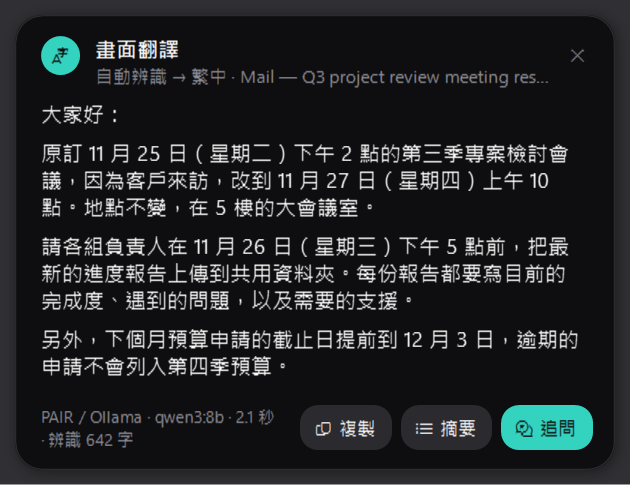 畫面翻譯
自動辨識 → 繁中 · Mail — Q3 project review meeting res...
大家好：
原訂 11 月 25 日（星期二）下午 2 點的第三季專案檢討會
議，因為客戶來訪，改到 11 月 27 日（星期四）上午 10
點。地點不變，在 5 樓的大會議室。
請各組負責人在 11 月 26 日（星期三）下午 5 點前，把最
新的進度報告上傳到共用資料夾。每份報告都要寫目前的
完成度、遇到的問題，以及需要的支援。
另外，下個月預算申請的截止日提前到 12 月 3 日，逾期的
申請不會列入第四季預算。
PAIR / Ollama · qwen3:8b · 2.1 秒
· 辨識 642 字
複製
摘要
追問